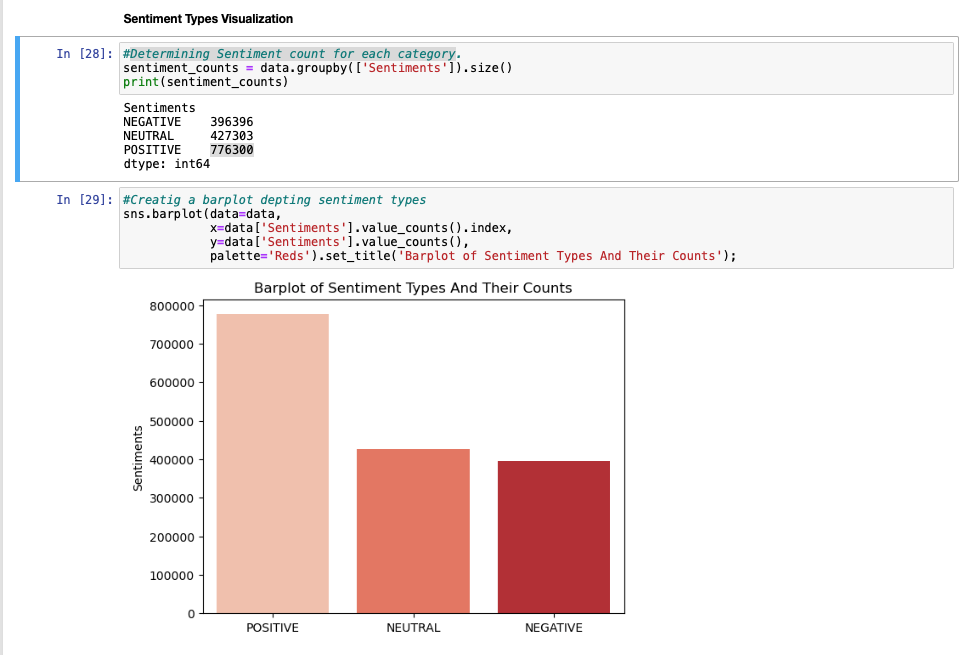 Sentiment Types Visualization
In [28]: #Determining Sentiment count for each category.
sentiment_counts = data.groupby(['Sentiments']).size()
print(sentiment_counts)
Sentiments
NEGATIVE    396396
NEUTRAL     427303
POSITIVE    776300
dtype: int64
In [29]: #Creatig a barplot depting sentiment types
sns.barplot(data=data,
            x=data['Sentiments'].value_counts().index,
            y=data['Sentiments'].value_counts(),
            palette='Reds').set_title('Barplot of Sentiment Types And Their Counts');
Barplot of Sentiment Types And Their Counts
800000
700000
600000
500000
400000
300000
200000
100000
0
Sentiments
POSITIVE NEUTRAL NEGATIVE